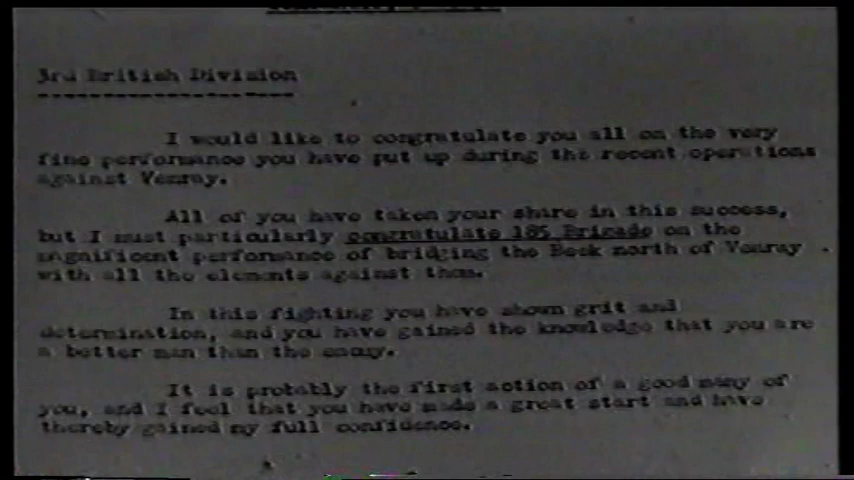 3rd British Division
I would like to congratulate you all on the very
fine performance you have put up during the recent operations
against Venray.
All of you have taken your share in this success,
but I must particularly congratulate 185 Brigade on the
magnificent performance of bridging the Beek north of Venray
with all the elements against them.
In this fighting you have shown grit and
determination, and you have gained the knowledge that you are
a better man than the enemy.
It is probably the first action of a good many of
you, and I feel that you have made a great start and have
thereby gained my full confidence.